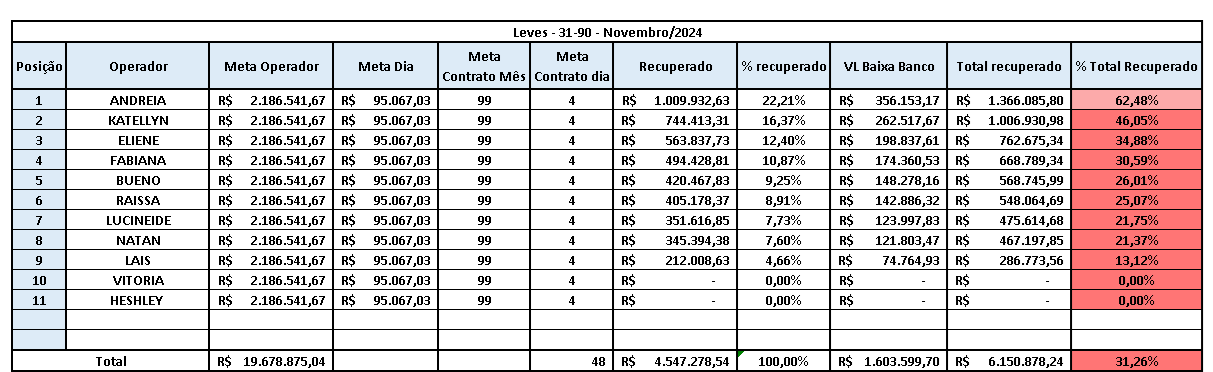 Leves - 31-90 - Novembro/2024
Posição Operador Meta Operador Meta Dia Meta Contrato Mês Meta Contrato dia Recuperado % recuperado VL Baixa Banco Total recuperado % Total Recuperado
1 ANDREIA R$ 2.186.541,67 R$ 95.067,03 99 4 R$ 1.009.932,63 22,21% R$ 356.153,17 R$ 1.366.085,80 62,48%
2 KATELLYN R$ 2.186.541,67 R$ 95.067,03 99 4 R$ 744.413,31 16,37% R$ 262.517,67 R$ 1.006.930,98 46,05%
3 ELIENE R$ 2.186.541,67 R$ 95.067,03 99 4 R$ 563.837,73 12,40% R$ 198.837,61 R$ 762.675,34 34,88%
4 FABIANA R$ 2.186.541,67 R$ 95.067,03 99 4 R$ 494.428,81 10,87% R$ 174.360,53 R$ 668.789,34 30,59%
5 BUENO R$ 2.186.541,67 R$ 95.067,03 99 4 R$ 420.467,83 9,25% R$ 148.278,16 R$ 568.745,99 26,01%
6 RAISSA R$ 2.186.541,67 R$ 95.067,03 99 4 R$ 405.178,37 8,91% R$ 142.886,32 R$ 548.064,69 25,07%
7 LUCINEIDE R$ 2.186.541,67 R$ 95.067,03 99 4 R$ 351.616,85 7,73% R$ 123.997,83 R$ 475.614,68 21,75%
8 NATAN R$ 2.186.541,67 R$ 95.067,03 99 4 R$ 345.394,38 7,60% R$ 121.803,47 R$ 467.197,85 21,37%
9 LAIS R$ 2.186.541,67 R$ 95.067,03 99 4 R$ 212.008,63 4,66% R$ 74.764,93 R$ 286.773,56 13,12%
10 VITORIA R$ 2.186.541,67 R$ 95.067,03 99 4 R$ - 0,00% R$ - R$ - 0,00%
11 HESHLEY R$ 2.186.541,67 R$ 95.067,03 99 4 R$ - 0,00% R$ - R$ - 0,00%
Total R$ 19.678.875,04 48 R$ 4.547.278,54 100,00% R$ 1.603.599,70 R$ 6.150.878,24 31,26%